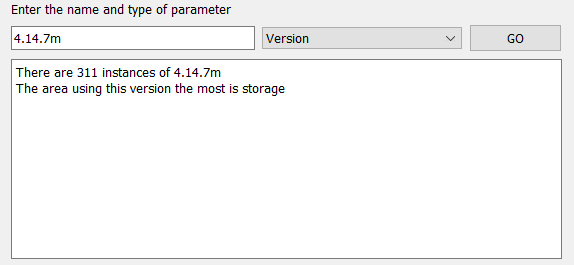 Enter the name and type of parameter
4.14.7m
Version
GO
There are 311 instances of 4.14.7m
The area using this version the most is storage